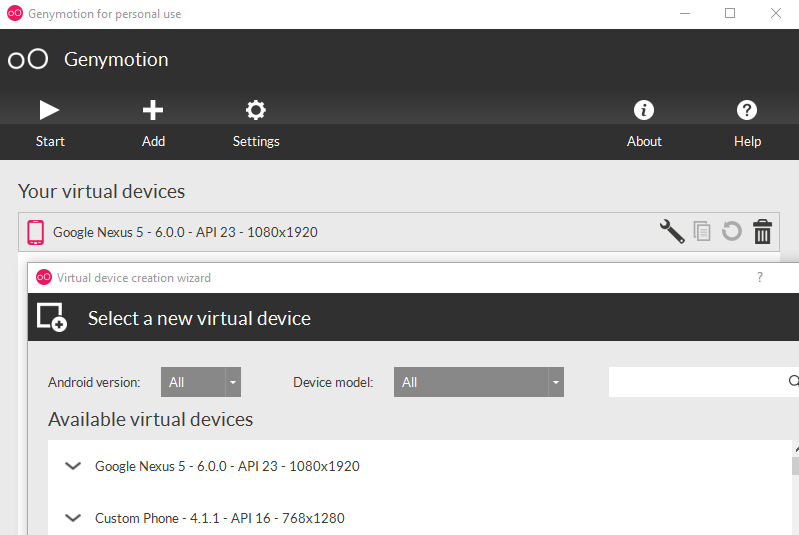 Genymotion for personal use
Genymotion
Start Add Settings About Help
Your virtual devices
Google Nexus 5 - 6.0.0 - API 23 - 1080x1920
Virtual device creation wizard ?
Select a new virtual device
Android version: All Device model: All
Available virtual devices
Google Nexus 5 - 6.0.0 - API 23 - 1080x1920
Custom Phone - 4.1.1 - API 16 - 768x1280